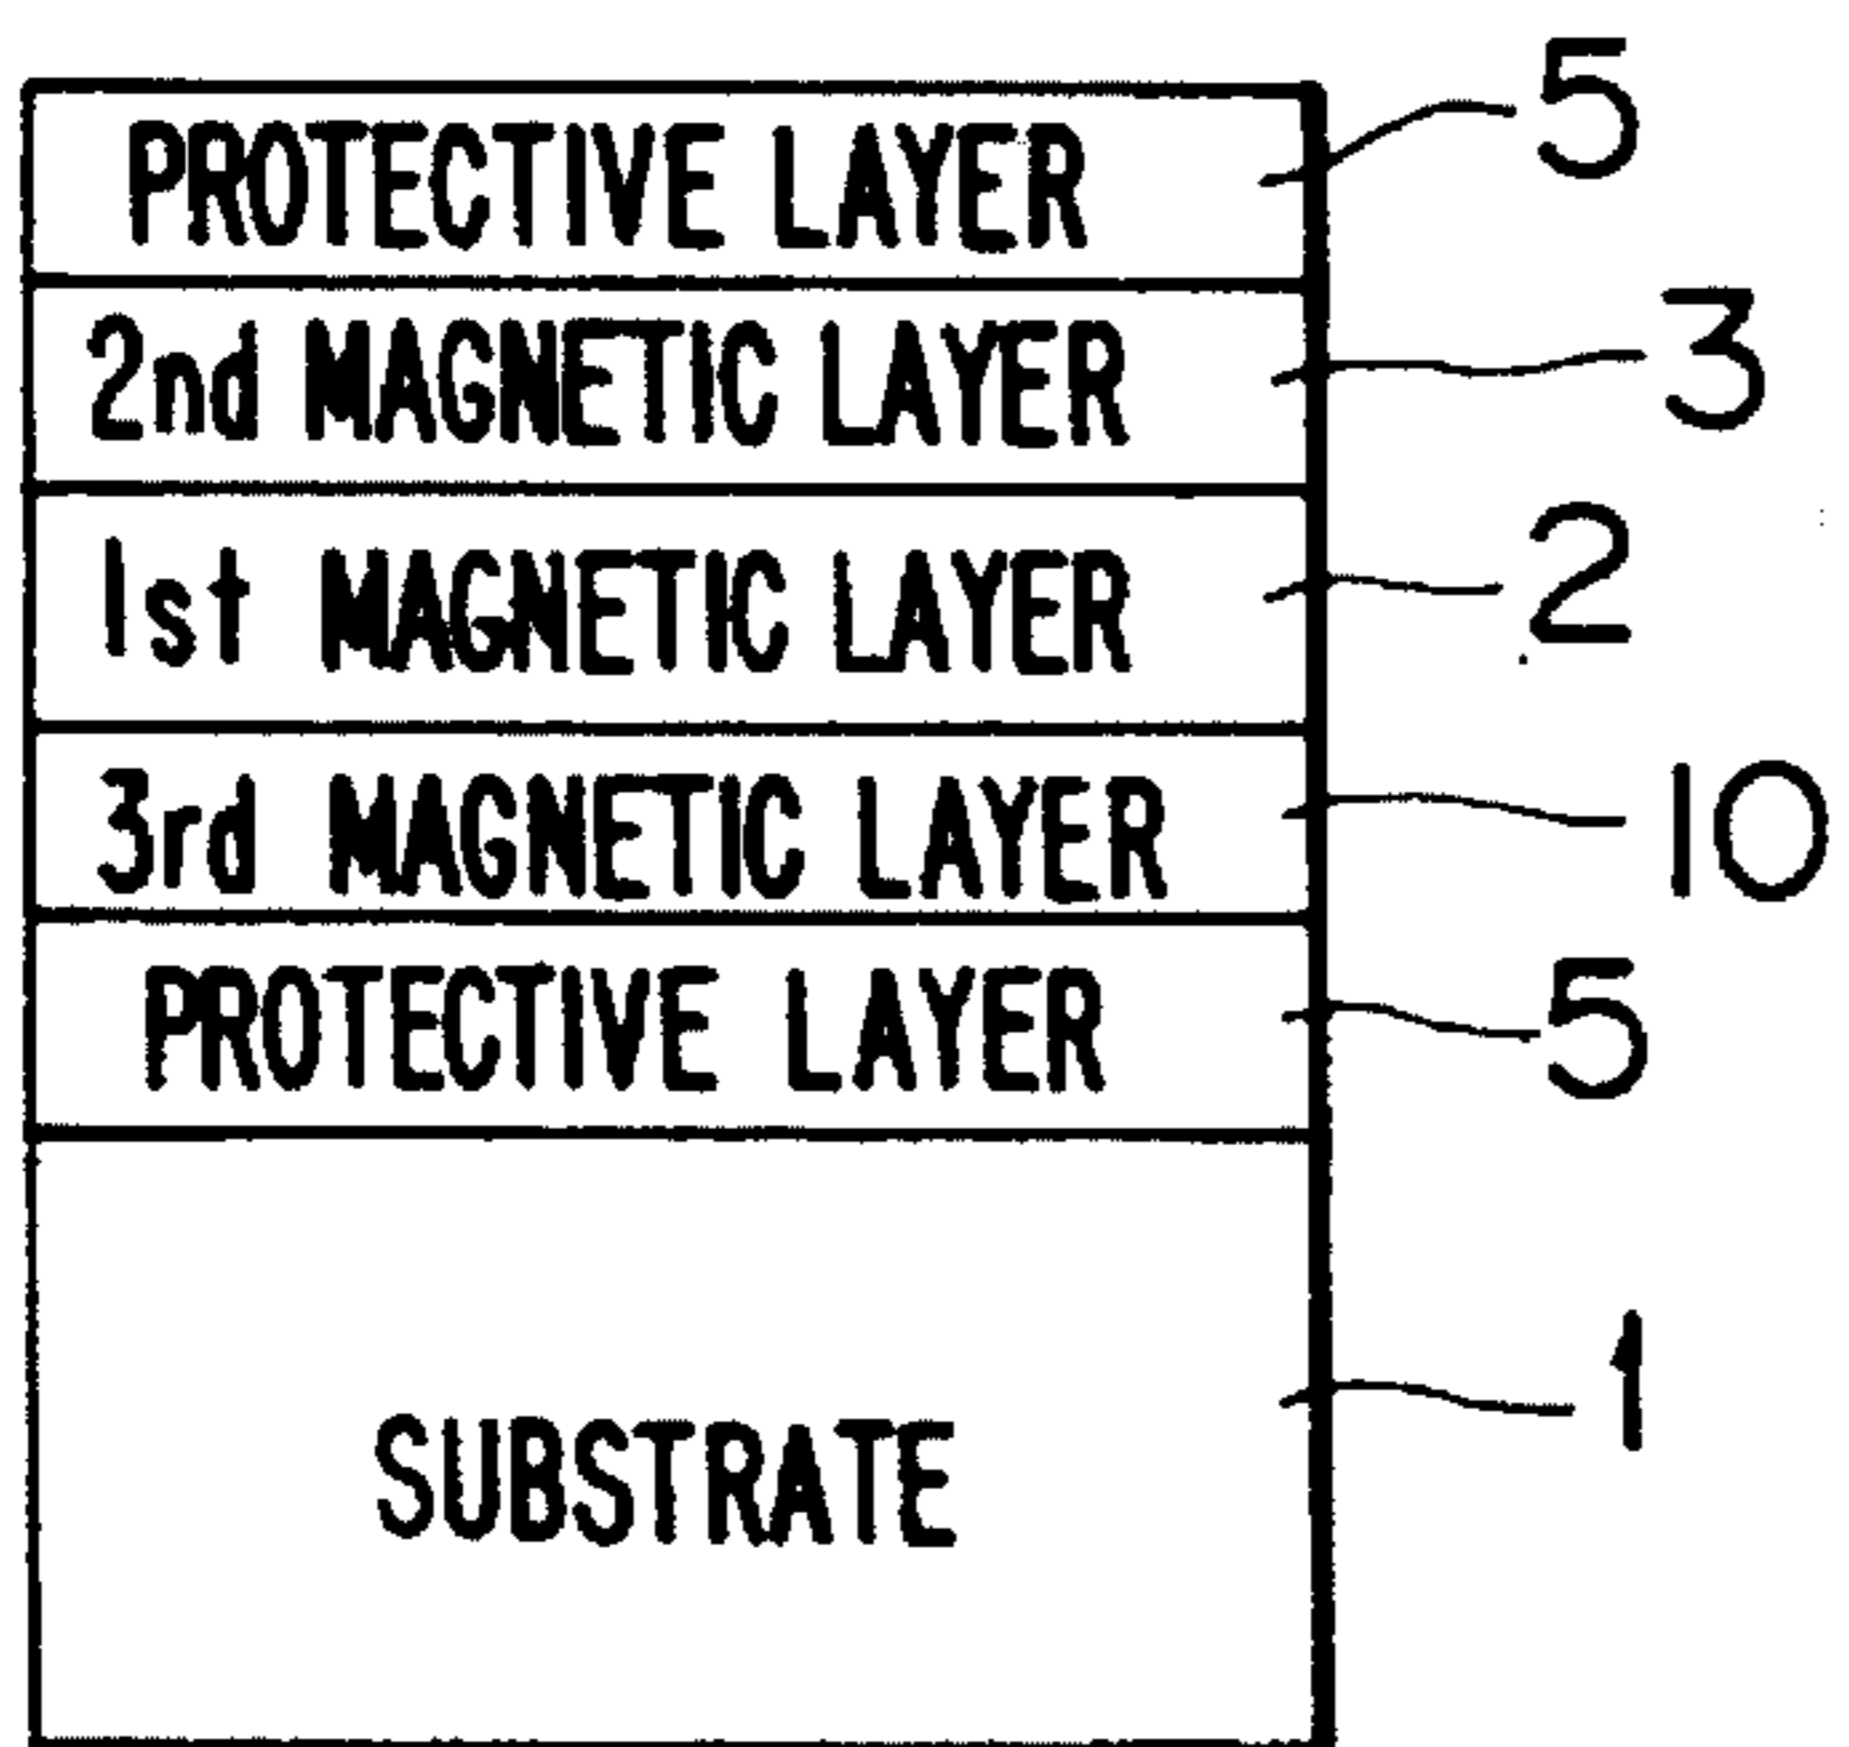 PROTECTIVE LAYER 5
2nd MAGNETIC LAYER 3
1st MAGNETIC LAYER 2
3rd MAGNETIC LAYER 10
PROTECTIVE LAYER 5
SUBSTRATE 1